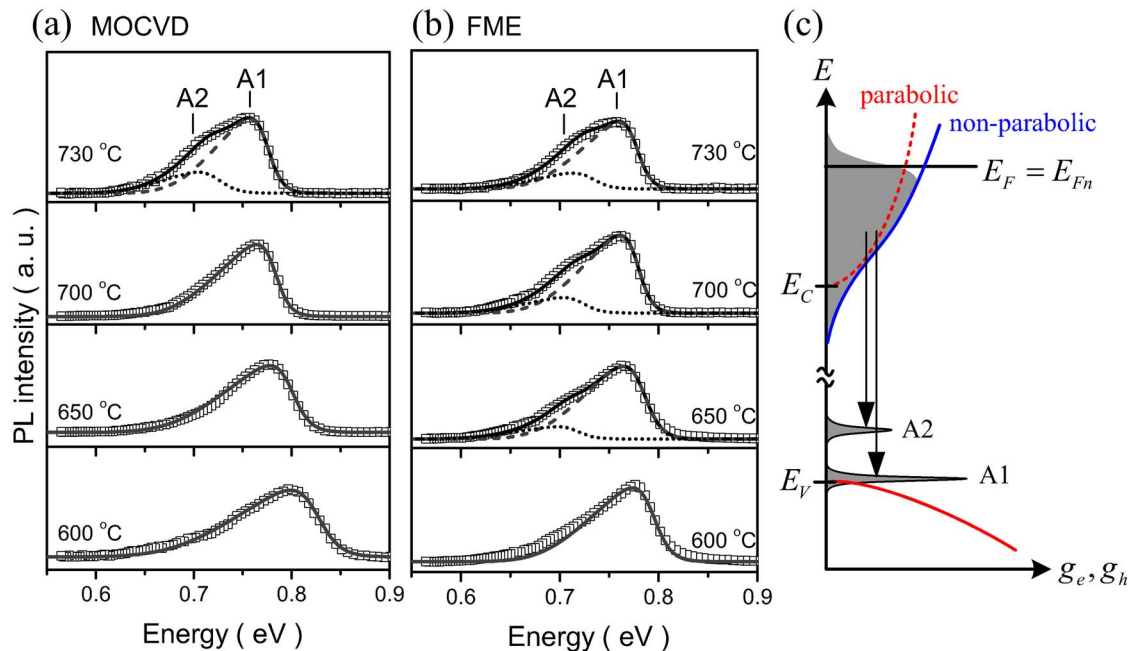 (a) MOCVD
PL intensity ( a. u. )
A2
A1
730 °C
700 °C
650 °C
600 °C
0.6 0.7 0.8 0.9
Energy ( eV )
(b) FME
A2
A1
730 °C
700 °C
650 °C
600 °C
0.6 0.7 0.8 0.9
Energy ( eV )
(c)
E
parabolic
non-parabolic
E_F = E_Fn
E_C
A2
E_V
A1
g_e, g_h